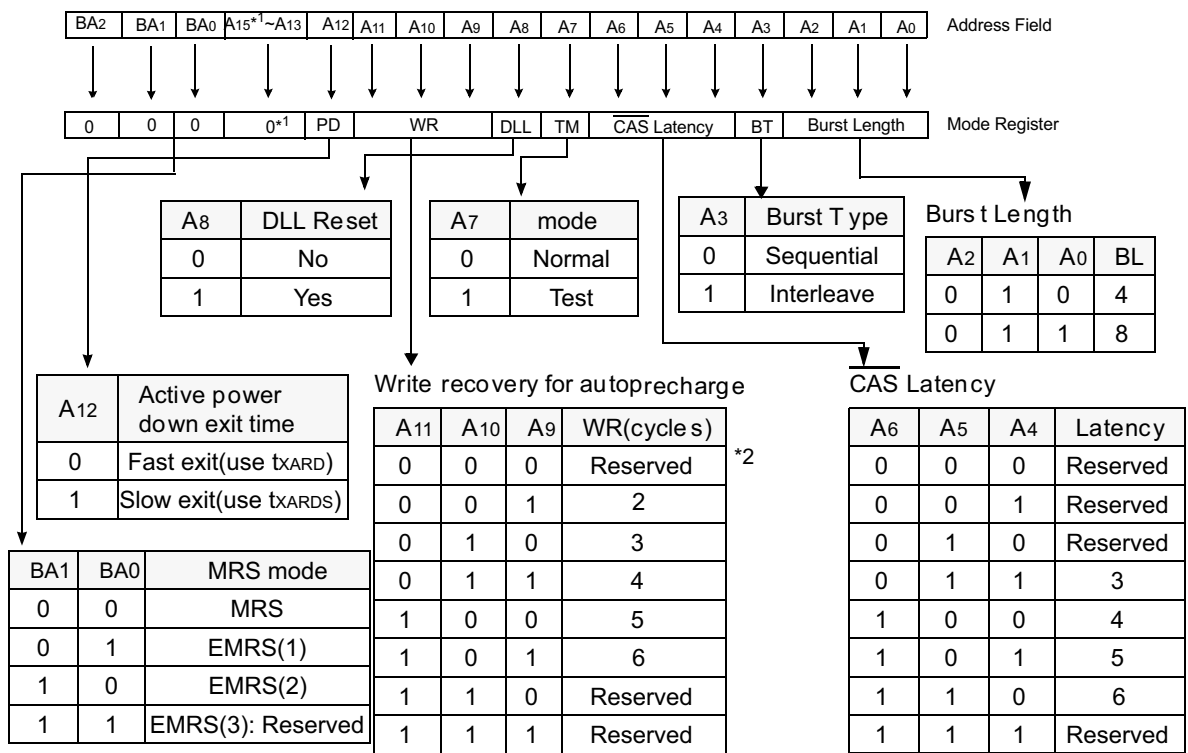 BA2 BA1 BA0 A15*1~A13 A12 A11 A10 A9 A8 A7 A6 A5 A4 A3 A2 A1 A0 Address Field
0 0 0 0*1 PD WR DLL TM CAS Latency BT Burst Length Mode Register
A8 DLL Reset
0 No
1 Yes
A7 mode
0 Normal
1 Test
A3 Burst Type
0 Sequential
1 Interleave
Burst Length
A2 A1 A0 BL
0 1 0 4
0 1 1 8
A12 Active power
down exit time
0 Fast exit(use tXARD)
1 Slow exit(use tXARDS)
BA1 BA0 MRS mode
0 0 MRS
0 1 EMRS(1)
1 0 EMRS(2)
1 1 EMRS(3): Reserved
Write recovery for autoprecharge
A11 A10 A9 WR(cycles)
*2
0 0 0 Reserved
0 0 1 2
0 1 0 3
0 1 1 4
1 0 0 5
1 0 1 6
1 1 0 Reserved
1 1 1 Reserved
CAS Latency
A6 A5 A4 Latency
0 0 0 Reserved
0 0 1 Reserved
0 1 0 Reserved
0 1 1 3
1 0 0 4
1 0 1 5
1 1 0 6
1 1 1 Reserved